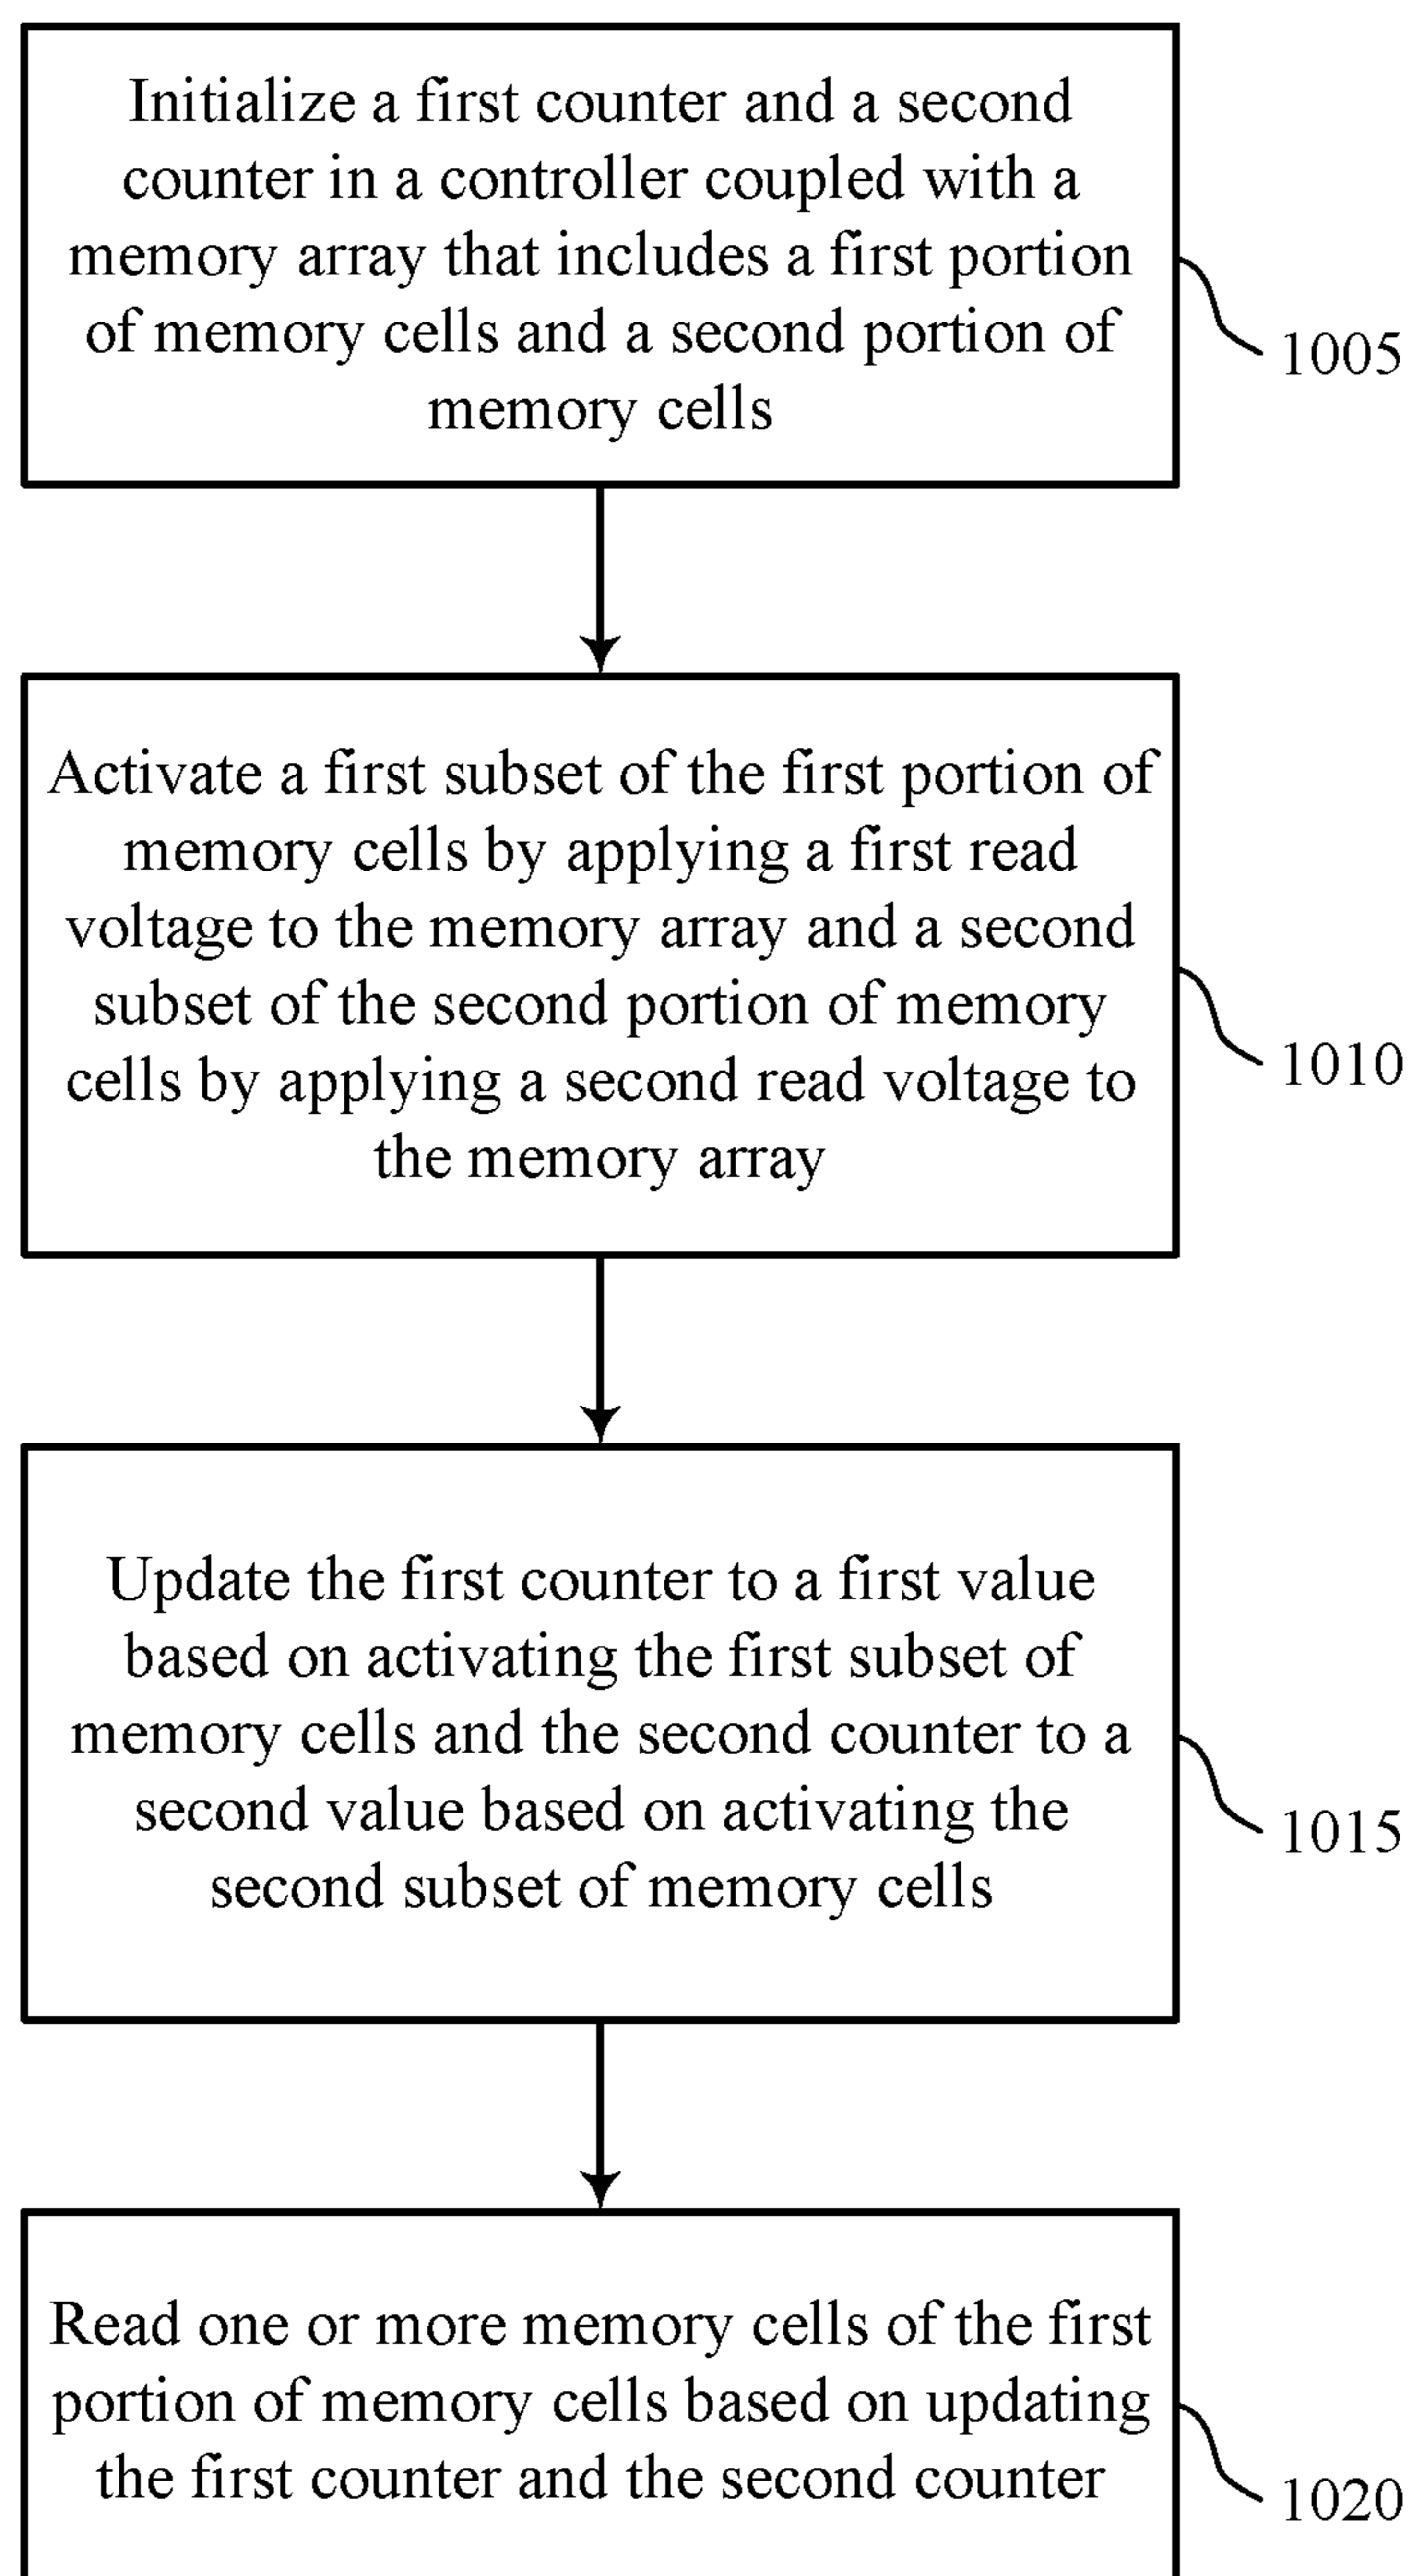 Initialize a first counter and a second
counter in a controller coupled with a
memory array that includes a first portion
of memory cells and a second portion of
memory cells
1005
Activate a first subset of the first portion of
memory cells by applying a first read
voltage to the memory array and a second
subset of the second portion of memory
cells by applying a second read voltage to
the memory array
1010
Update the first counter to a first value
based on activating the first subset of
memory cells and the second counter to a
second value based on activating the
second subset of memory cells
1015
Read one or more memory cells of the first
portion of memory cells based on updating
the first counter and the second counter
1020